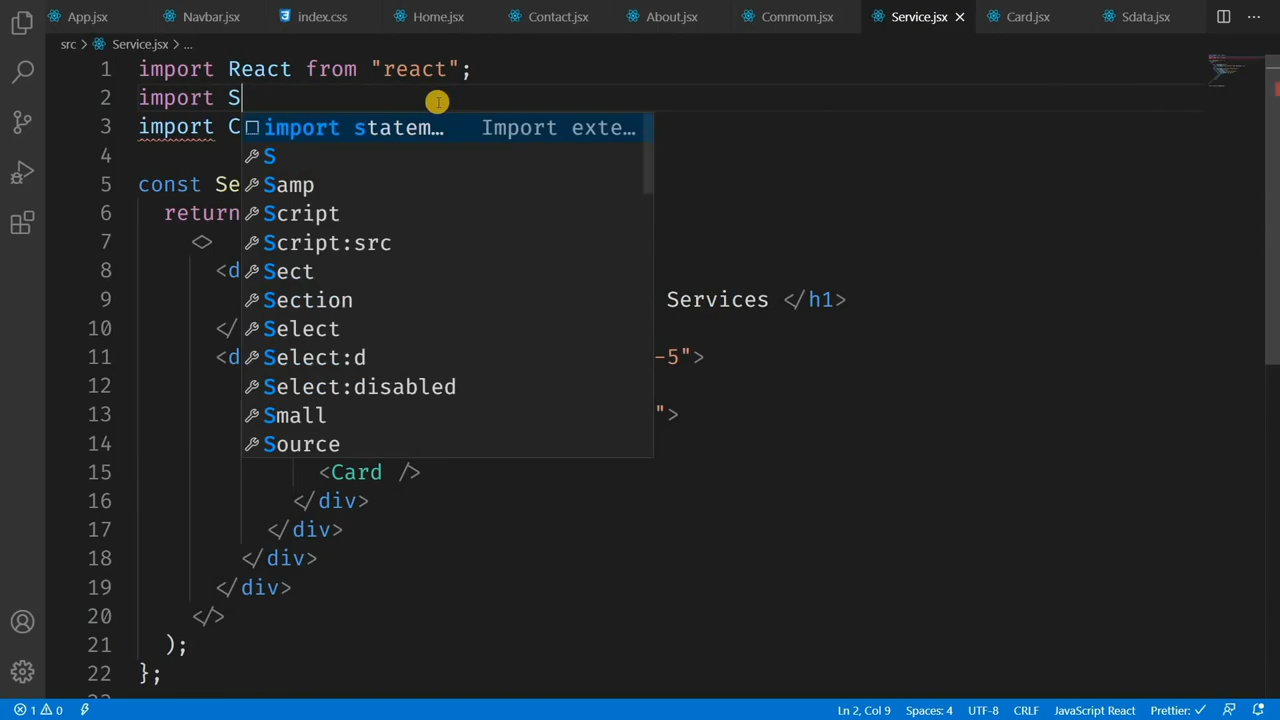 App.jsx Navbar.jsx index.css Home.jsx Contact.jsx About.jsx Commom.jsx Service.jsx Card.jsx Sdata.jsx
src > Service.jsx > ...
1 import React from "react";
2 import S
3 import C
import statem… Import exte…
4
S
5 const Se
Samp
6 return
Script
7 <>
Script:src
8 <d
Sect
9 Services </h1>
Section
10 </
Select
11 <d -5">
Select:d
12
Select:disabled
13 ">
Small
14
Source
15 <Card />
16 </div>
17 </div>
18 </div>
19 </div>
20 </>
21 );
22 };
1 0 Ln 2, Col 9 Spaces: 4 UTF-8 CRLF JavaScript React Prettier: ✓